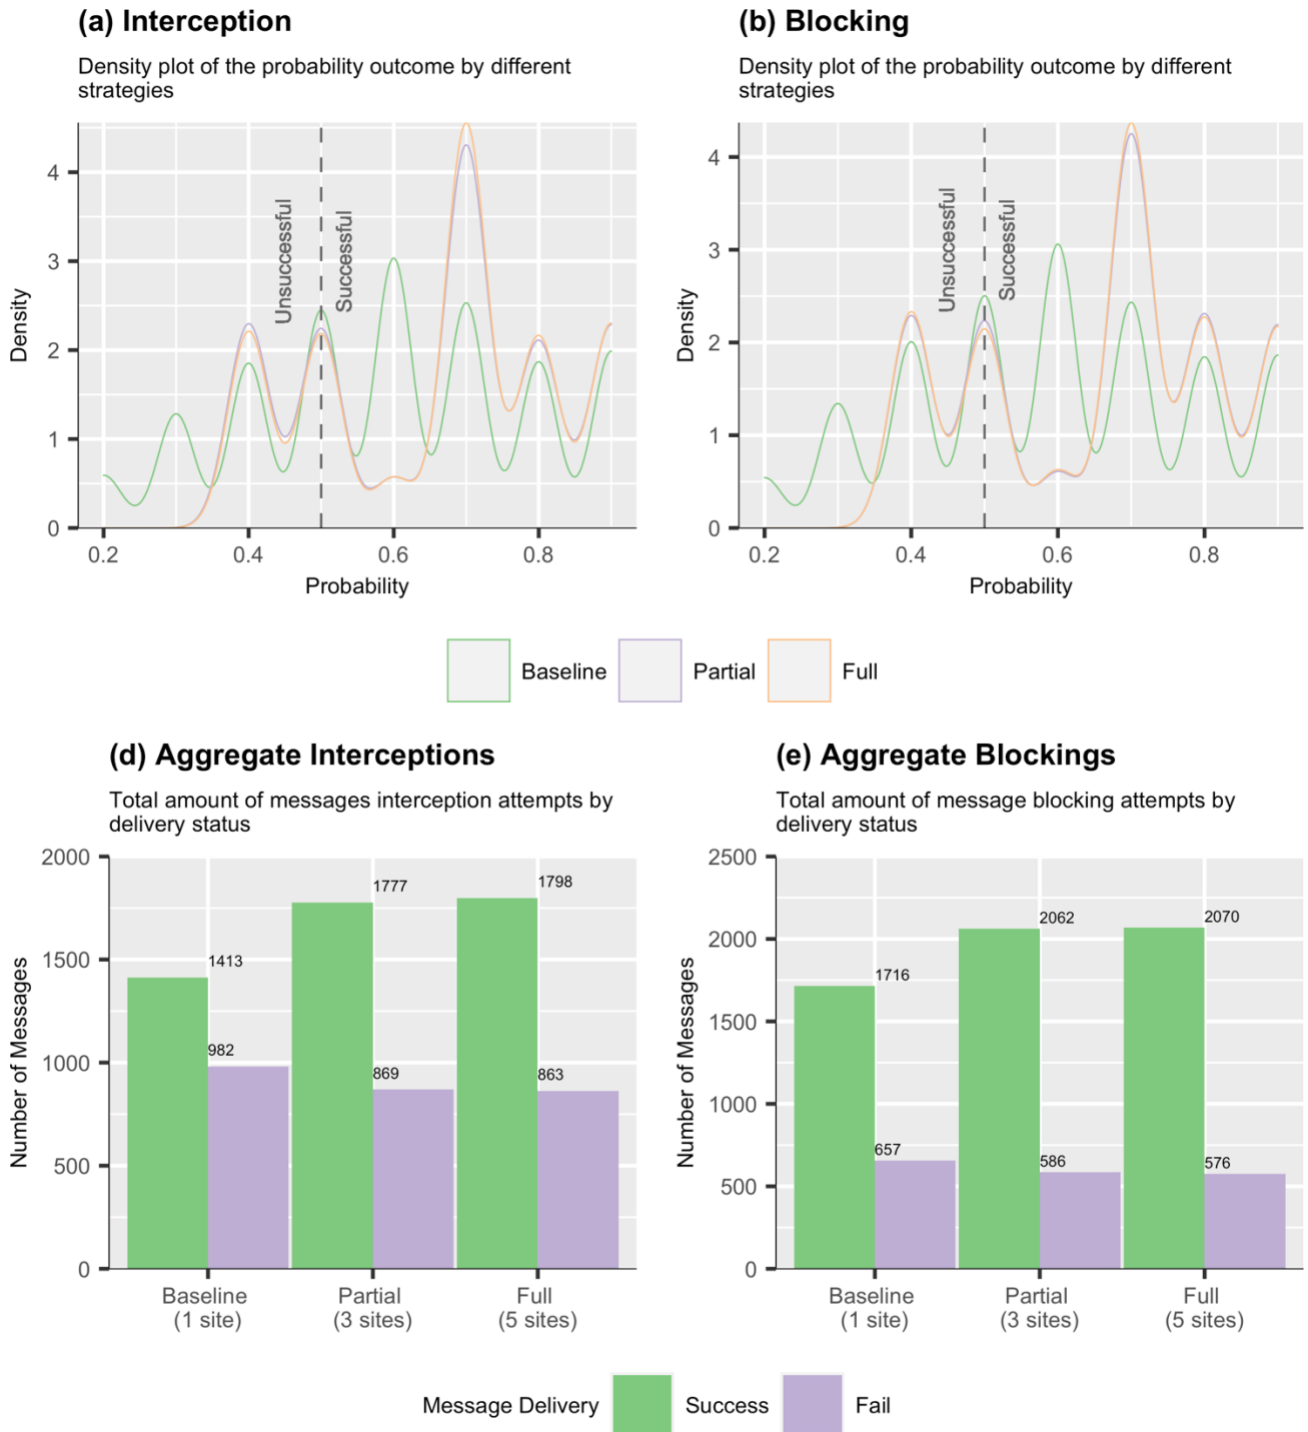 (a) Interception
Density plot of the probability outcome by different
strategies
Density
4
3
2
1
0
Unsuccessful
Successful
0.2
0.4
0.6
0.8
Probability
(b) Blocking
Density plot of the probability outcome by different
strategies
Density
4
3
2
1
0
Unsuccessful
Successful
0.2
0.4
0.6
0.8
Probability
Baseline
Partial
Full
(d) Aggregate Interceptions
Total amount of messages interception attempts by
delivery status
Number of Messages
2000
1500
1000
500
0
1413
982
1777
869
1798
863
Baseline
(1 site)
Partial
(3 sites)
Full
(5 sites)
(e) Aggregate Blockings
Total amount of message blocking attempts by
delivery status
Number of Messages
2500
2000
1500
1000
500
0
1716
657
2062
586
2070
576
Baseline
(1 site)
Partial
(3 sites)
Full
(5 sites)
Message Delivery
Success
Fail